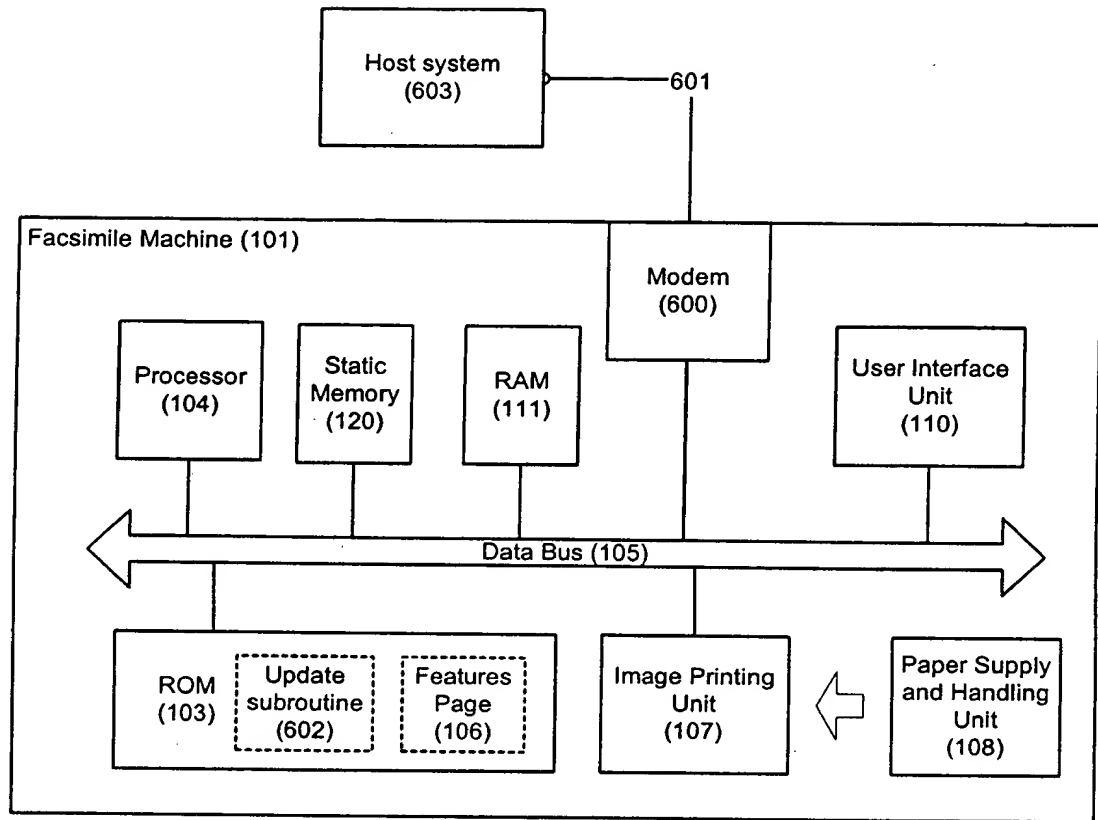 Host system
(603)
601
Facsimile Machine (101)
Modem
(600)
Processor
(104)
Static
Memory
(120)
RAM
(111)
User Interface
Unit
(110)
Data Bus (105)
ROM
(103)
Update
subroutine
(602)
Features
Page
(106)
Image Printing
Unit
(107)
Paper Supply
and Handling
Unit
(108)